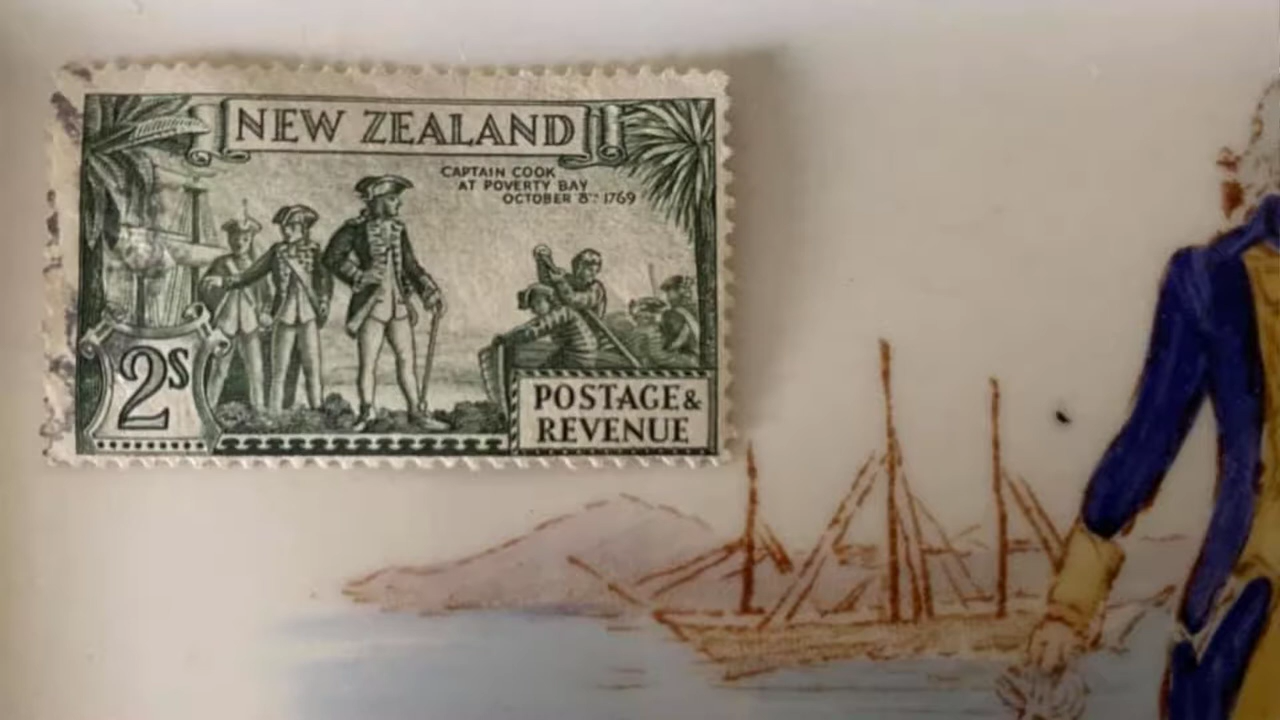 NEW ZEALAND
CAPTAIN COOK
AT POVERTY BAY
OCTOBER 8TH 1769
2S
POSTAGE &
REVENUE